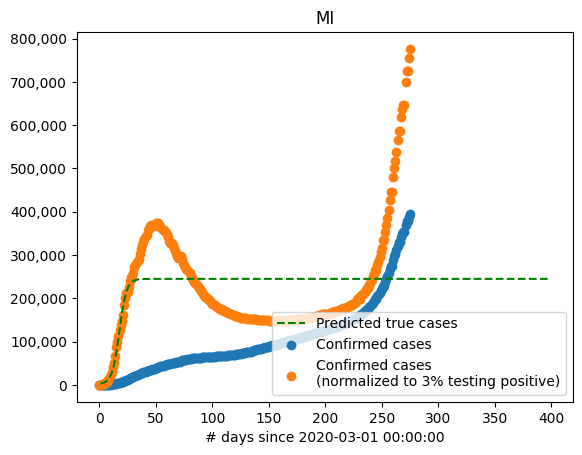 MI
800,000
700,000
600,000
500,000
400,000
300,000
200,000
100,000
0
Predicted true cases
Confirmed cases
Confirmed cases
(normalized to 3% testing positive)
0 50 100 150 200 250 300 350 400
# days since 2020-03-01 00:00:00